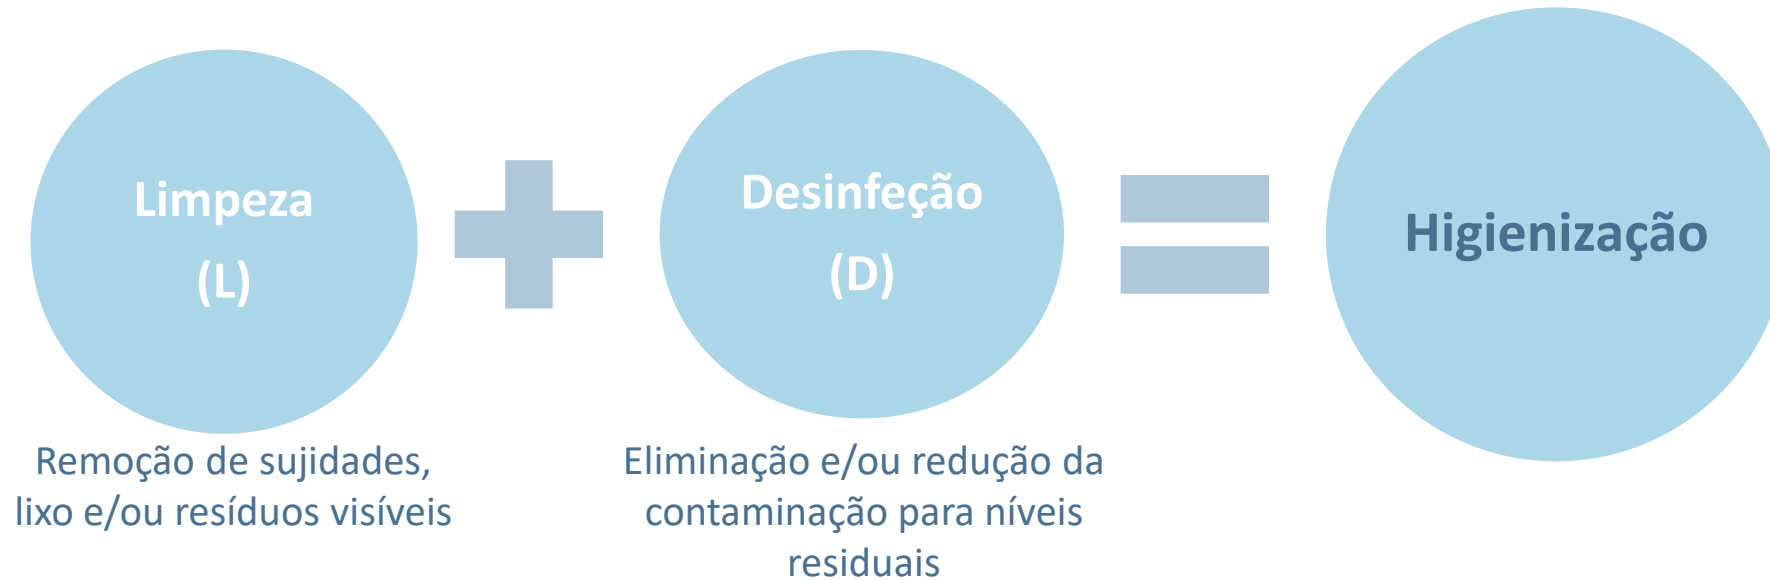 Limpeza
(L)
Remoção de sujidades,
lixo e/ou resíduos visíveis
Desinfeção
(D)
Eliminação e/ou redução da
contaminação para níveis
residuais
Higienização